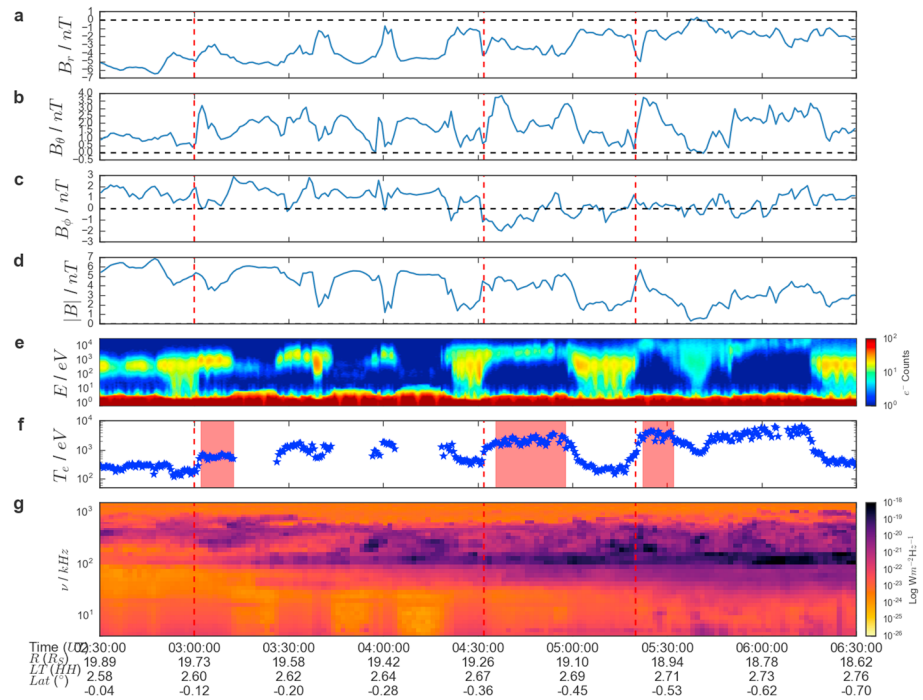 a
B_r / nT
1
0
−1
−2
−3
−4
−5
−6
−7
b
B_θ / nT
4.0
3.5
3.0
2.5
2.0
1.5
1.0
0.5
0.0
−0.5
c
B_ϕ / nT
3
2
1
0
−1
−2
−3
d
|B| / nT
7
6
5
4
3
2
1
0
e
E / eV
10^4
10^3
10^2
10^1
10^0
10^2
10^1
10^0
e^− Counts
f
T_e / eV
10^4
10^3
10^2
g
ν / kHz
10^3
10^2
10^1
10^-18
10^-19
10^-20
10^-21
10^-22
10^-23
10^-24
10^-25
10^-26
Log Wm^−2 Hz^−1
Time 03:00:00 03:30:00 04:00:00 04:30:00 05:00:00 05:30:00 06:00:00 06:30:00
R (R_S) 19.89 19.73 19.58 19.42 19.26 19.10 18.94 18.78 18.62
LT (HH) 2.58 2.60 2.62 2.64 2.67 2.69 2.71 2.73 2.76
Lat (°) -0.04 -0.12 -0.20 -0.28 -0.36 -0.45 -0.53 -0.62 -0.70